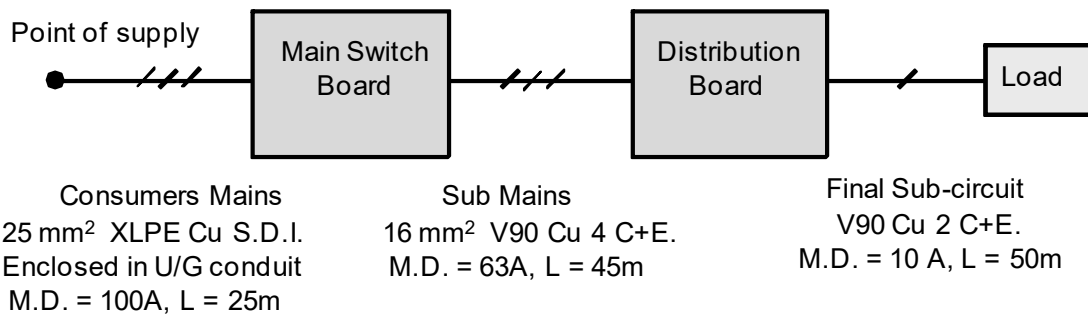 Point of supply
Main Switch
Board
Distribution
Board
Load
Consumers Mains
25 mm² XLPE Cu S.D.I.
Enclosed in U/G conduit
M.D. = 100A, L = 25m
Sub Mains
16 mm² V90 Cu 4 C+E.
M.D. = 63A, L = 45m
Final Sub-circuit
V90 Cu 2 C+E.
M.D. = 10 A, L = 50m